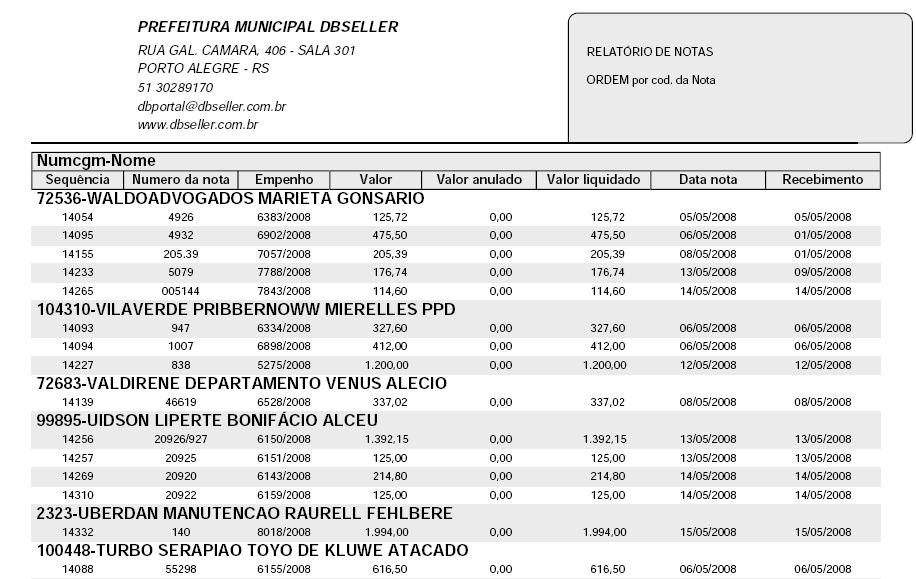 PREFEITURA MUNICIPAL DBSELLER
RUA GAL. CAMARA, 406 - SALA 301
PORTO ALEGRE - RS
51 30289170
dbportal@dbseller.com.br
www.dbseller.com.br
RELATÓRIO DE NOTAS
ORDEM por cod. da Nota
Numcgm-Nome
Sequência Numero da nota Empenho Valor Valor anulado Valor liquidado Data nota Recebimento
72536-WALDOADVOGADOS MARIETA GONSARIO
14054 4926 6383/2008 125,72 0,00 125,72 05/05/2008 05/05/2008
14095 4932 6902/2008 475,50 0,00 475,50 06/05/2008 01/05/2008
14155 205.39 7057/2008 205,39 0,00 205,39 08/05/2008 01/05/2008
14233 5079 7788/2008 176,74 0,00 176,74 13/05/2008 09/05/2008
14265 005144 7843/2008 114,60 0,00 114,60 14/05/2008 14/05/2008
104310-VILAVERDE PRIBBERNOWW MIERELLES PPD
14093 947 6334/2008 327,60 0,00 327,60 06/05/2008 06/05/2008
14094 1007 6898/2008 412,00 0,00 412,00 06/05/2008 06/05/2008
14227 838 5275/2008 1.200,00 0,00 1.200,00 12/05/2008 12/05/2008
72683-VALDIRENE DEPARTAMENTO VENUS ALECIO
14139 46619 6528/2008 337,02 0,00 337,02 08/05/2008 08/05/2008
99895-UIDSON LIPERTE BONIFÁCIO ALCEU
14256 20926/927 6150/2008 1.392,15 0,00 1.392,15 13/05/2008 13/05/2008
14257 20925 6151/2008 125,00 0,00 125,00 13/05/2008 13/05/2008
14269 20920 6143/2008 214,80 0,00 214,80 14/05/2008 14/05/2008
14310 20922 6159/2008 125,00 0,00 125,00 14/05/2008 14/05/2008
2323-UBERDAN MANUTENCAO RAURELL FEHLBERE
14332 140 8018/2008 1.994,00 0,00 1.994,00 15/05/2008 15/05/2008
100448-TURBO SERAPIAO TOYO DE KLUWE ATACADO
14088 55298 6155/2008 616,50 0,00 616,50 06/05/2008 06/05/2008